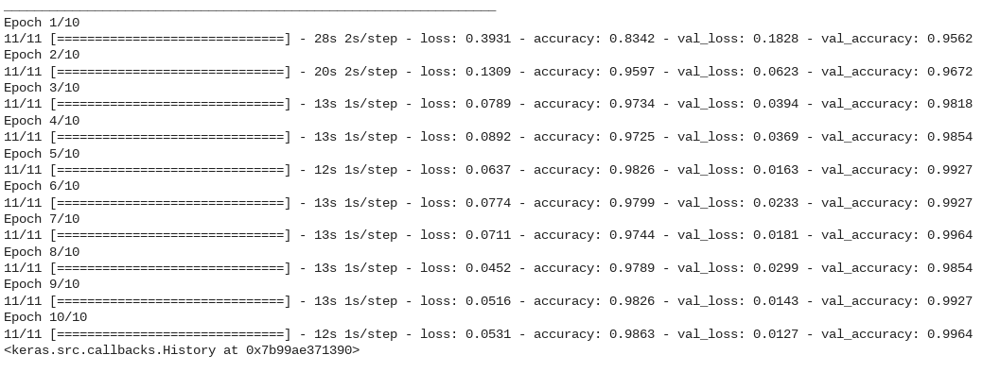 _________________________________________________________________
Epoch 1/10
11/11 [==============================] - 28s 2s/step - loss: 0.3931 - accuracy: 0.8342 - val_loss: 0.1828 - val_accuracy: 0.9562
Epoch 2/10
11/11 [==============================] - 20s 2s/step - loss: 0.1309 - accuracy: 0.9597 - val_loss: 0.0623 - val_accuracy: 0.9672
Epoch 3/10
11/11 [==============================] - 13s 1s/step - loss: 0.0789 - accuracy: 0.9734 - val_loss: 0.0394 - val_accuracy: 0.9818
Epoch 4/10
11/11 [==============================] - 13s 1s/step - loss: 0.0892 - accuracy: 0.9725 - val_loss: 0.0369 - val_accuracy: 0.9854
Epoch 5/10
11/11 [==============================] - 12s 1s/step - loss: 0.0637 - accuracy: 0.9826 - val_loss: 0.0163 - val_accuracy: 0.9927
Epoch 6/10
11/11 [==============================] - 13s 1s/step - loss: 0.0774 - accuracy: 0.9799 - val_loss: 0.0233 - val_accuracy: 0.9927
Epoch 7/10
11/11 [==============================] - 13s 1s/step - loss: 0.0711 - accuracy: 0.9744 - val_loss: 0.0181 - val_accuracy: 0.9964
Epoch 8/10
11/11 [==============================] - 13s 1s/step - loss: 0.0452 - accuracy: 0.9789 - val_loss: 0.0299 - val_accuracy: 0.9854
Epoch 9/10
11/11 [==============================] - 13s 1s/step - loss: 0.0516 - accuracy: 0.9826 - val_loss: 0.0143 - val_accuracy: 0.9927
Epoch 10/10
11/11 [==============================] - 12s 1s/step - loss: 0.0531 - accuracy: 0.9863 - val_loss: 0.0127 - val_accuracy: 0.9964
<keras.src.callbacks.History at 0x7b99ae371390>